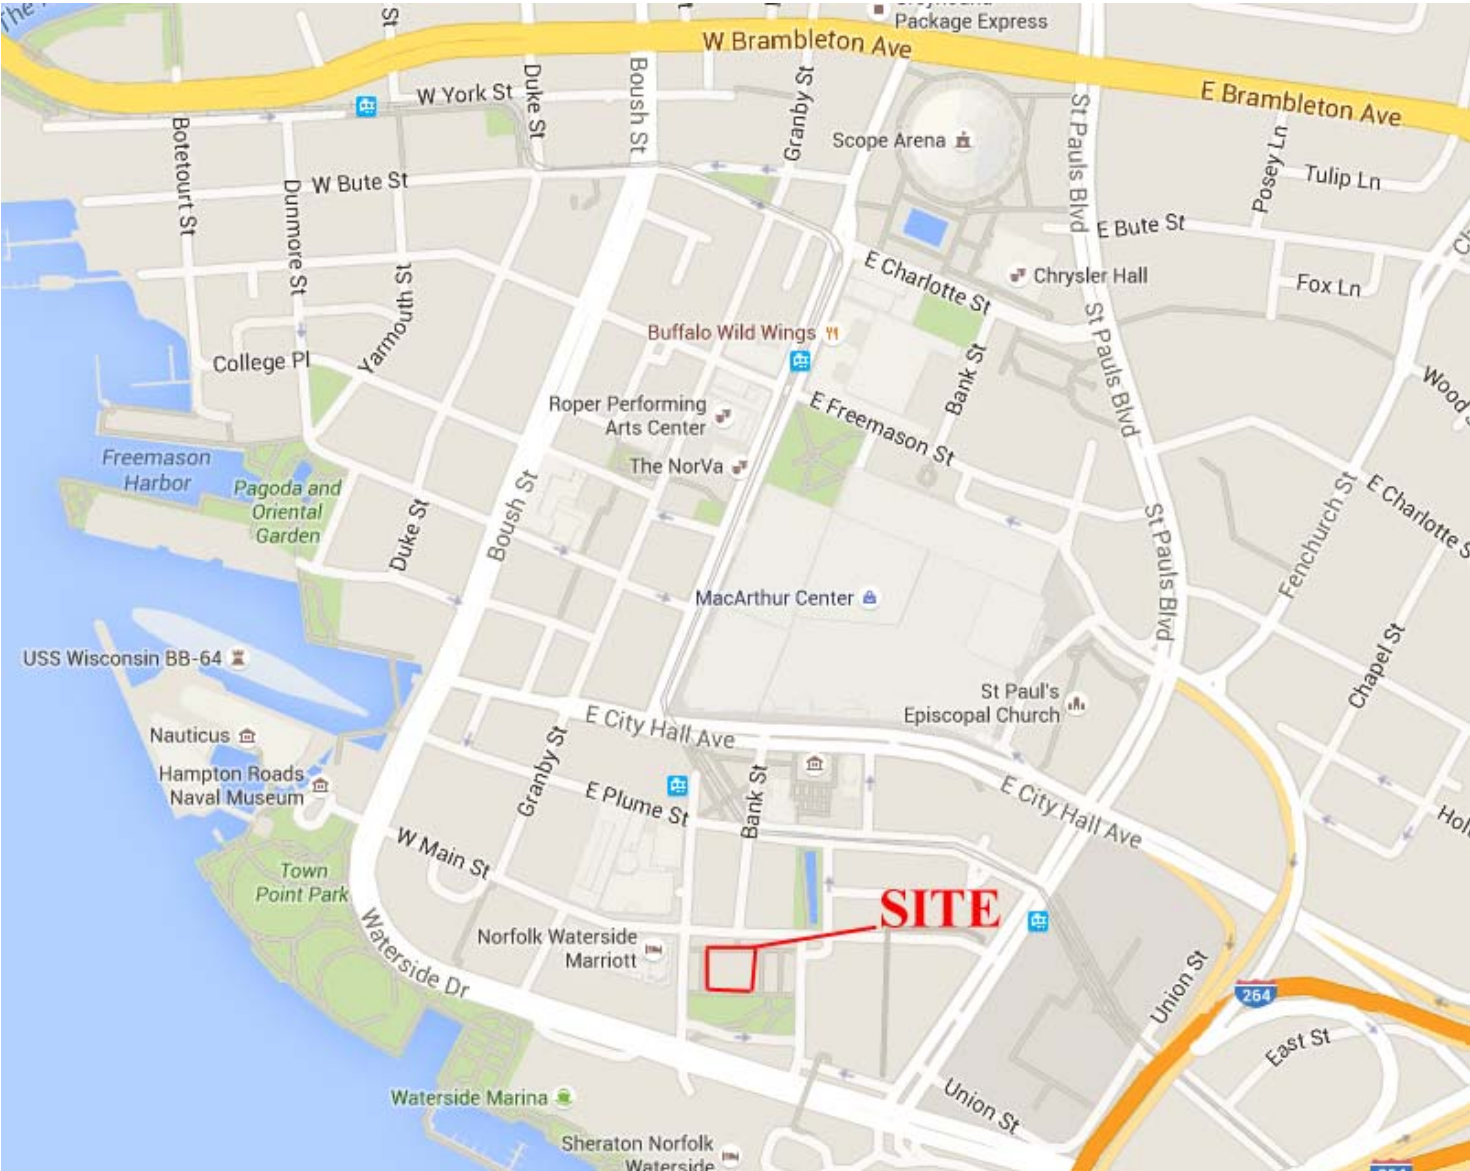 St
Package Express
W Brambleton Ave
E Brambleton Ave
W York St
Duke St
Boush St
Granby St
St Pauls Blvd
Scope Arena
Posey Ln
Tulip Ln
Botetourt St
W Bute St
Dunmore St
E Bute St
E Charlotte St
Chrysler Hall
Fox Ln
Yarmouth St
Buffalo Wild Wings
St Pauls Blvd
College Pl
Bank St
Wood
Roper Performing
Arts Center
E Freemason St
The NorVa
Freemason
Harbor
Pagoda and
Oriental
Garden
Duke St
Boush St
St Pauls Blvd
Fenchurch St
E Charlotte S
MacArthur Center
USS Wisconsin BB-64
Chapel St
St Paul's
Episcopal Church
Nauticus
E City Hall Ave
Hampton Roads
Naval Museum
Granby St
E Plume St
Bank St
E City Hall Ave
W Main St
Town
Point Park
SITE
Waterside Dr
Norfolk Waterside
Marriott
Union St
264
East St
Waterside Marina
Union St
Sheraton Norfolk
Waterside